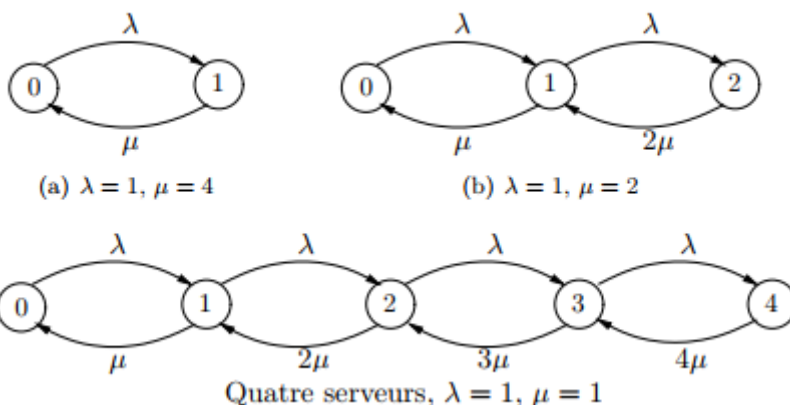 λ λ λ
0 1 0 1 2
μ μ 2μ
(a) λ = 1, μ = 4 (b) λ = 1, μ = 2
λ λ λ λ
0 1 2 3 4
μ 2μ 3μ 4μ
Quatre serveurs, λ = 1, μ = 1